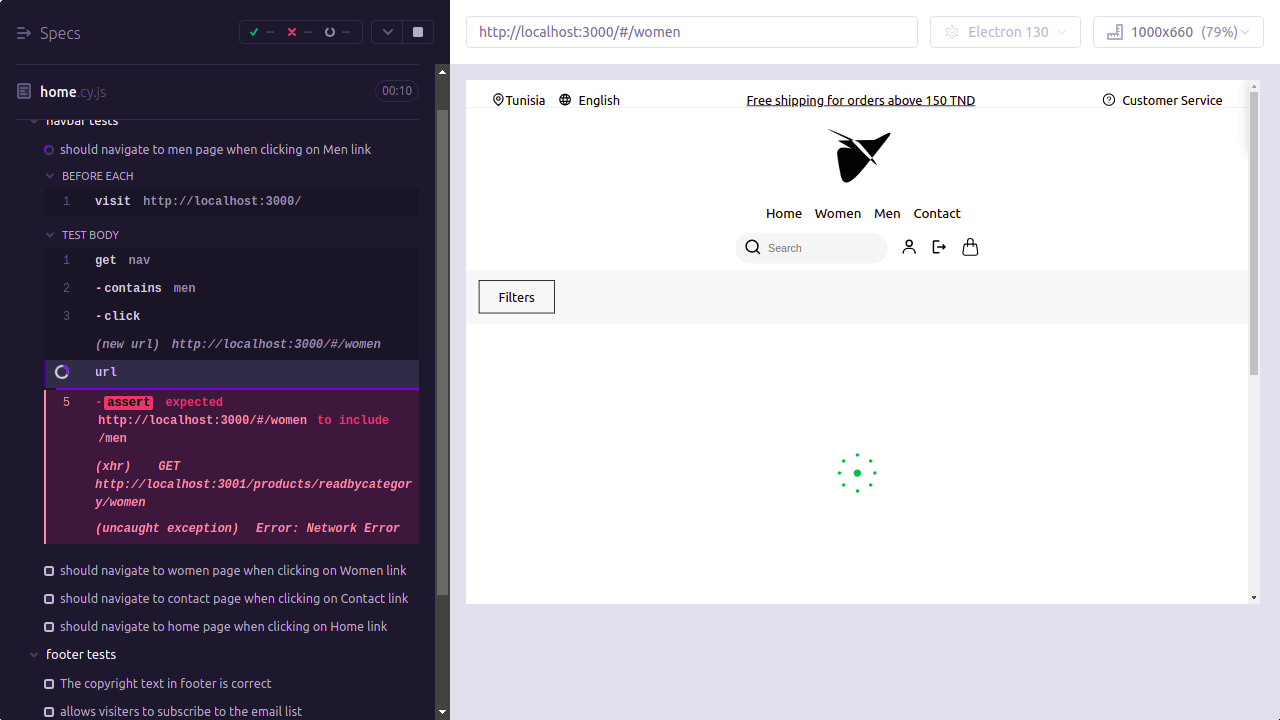 Specs
-- -- --
home.cy.js 00:10
navbar tests
should navigate to men page when clicking on Men link
BEFORE EACH
1 visit http://localhost:3000/
TEST BODY
1 get nav
2 -contains men
3 -click
(new url) http://localhost:3000/#/women
url
5 -assert expected
http://localhost:3000/#/women to include
/men
(xhr) GET
http://localhost:3001/products/readbycategor
y/women
(uncaught exception) Error: Network Error
should navigate to women page when clicking on Women link
should navigate to contact page when clicking on Contact link
should navigate to home page when clicking on Home link
footer tests
The copyright text in footer is correct
allows visiters to subscribe to the email list
http://localhost:3000/#/women
Electron 130
1000x660 (79%)
Tunisia English Free shipping for orders above 150 TND Customer Service
Home Women Men Contact
Search
Filters